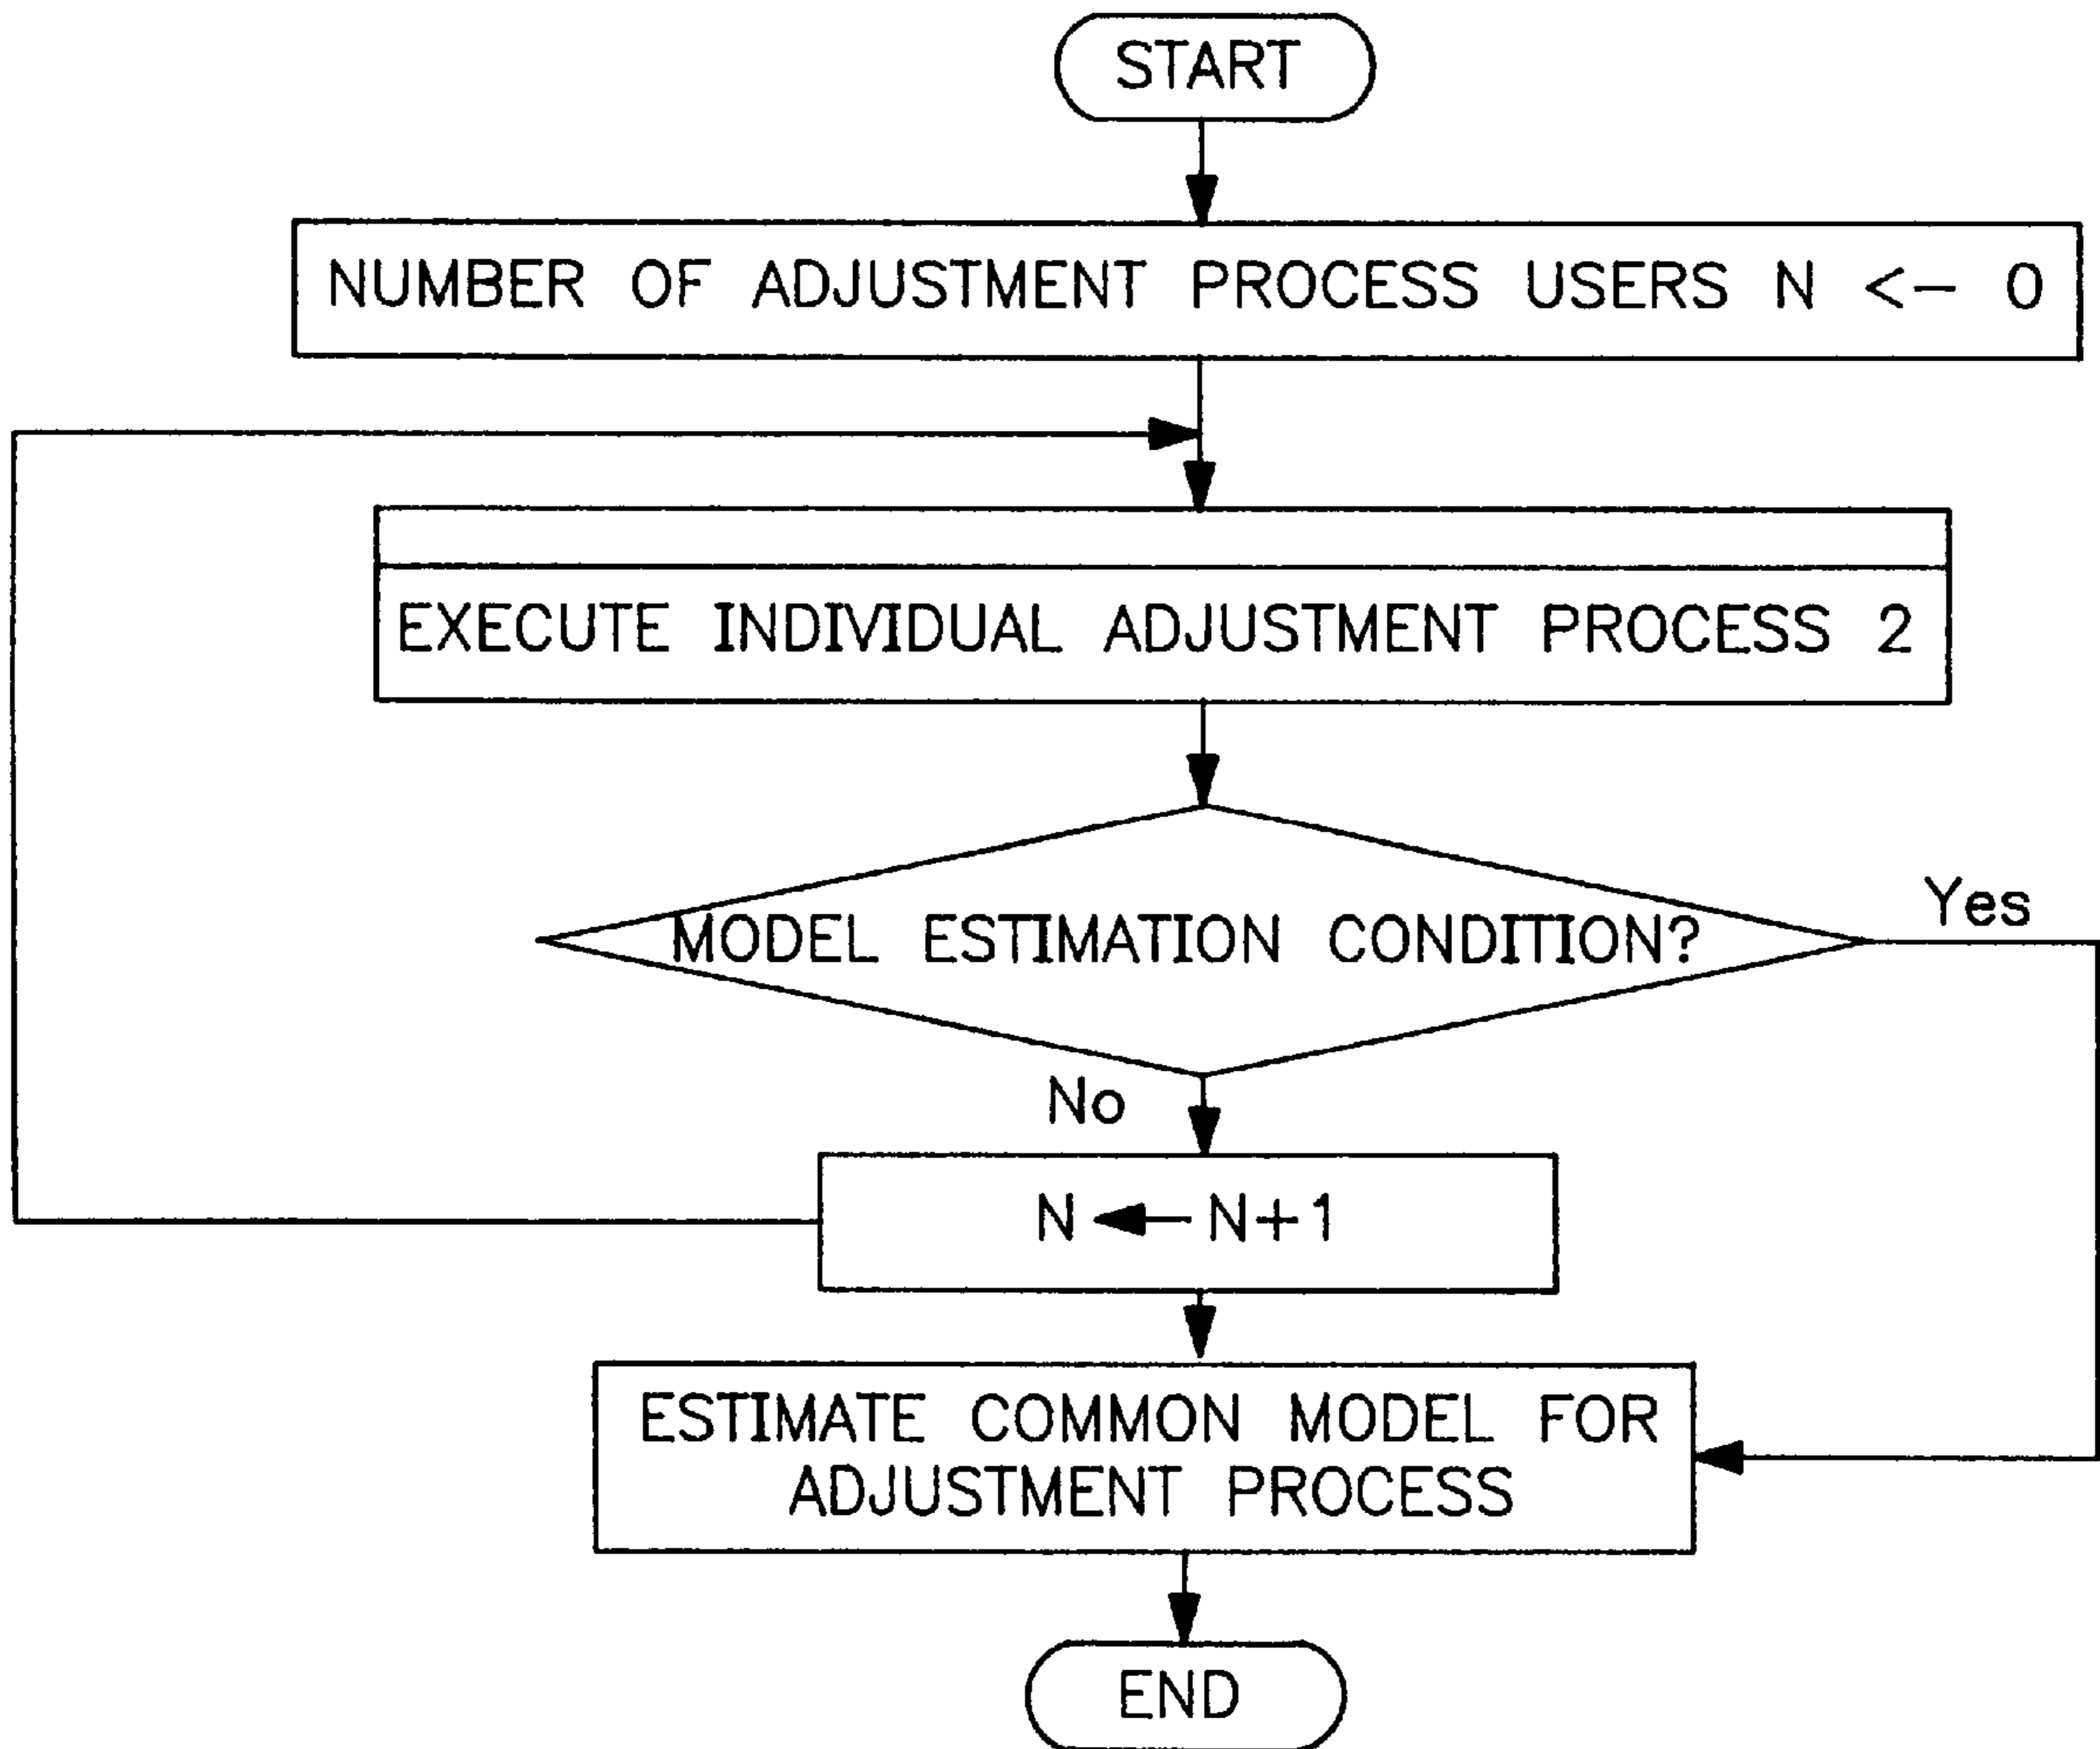 START
NUMBER OF ADJUSTMENT PROCESS USERS N <- 0
EXECUTE INDIVIDUAL ADJUSTMENT PROCESS 2
MODEL ESTIMATION CONDITION?
Yes
No
N ← N+1
ESTIMATE COMMON MODEL FOR
ADJUSTMENT PROCESS
END